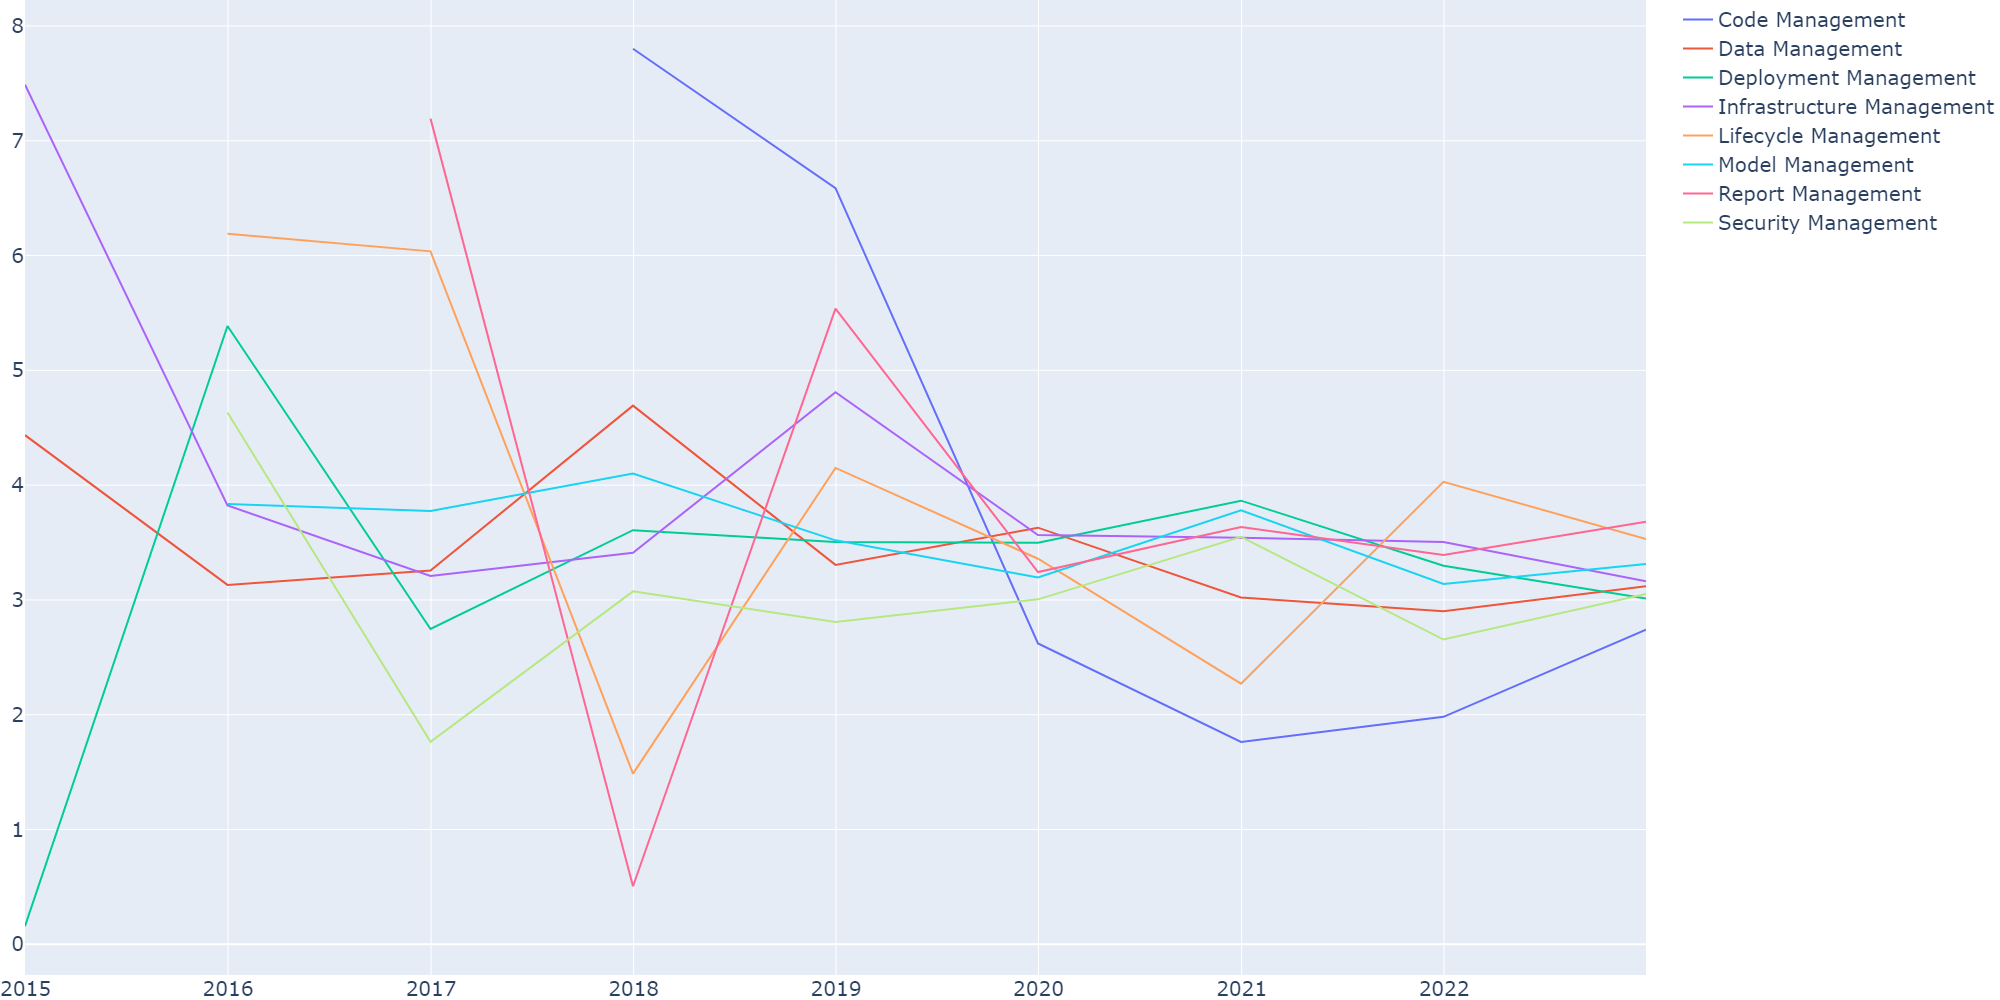 8
7
6
5
4
3
2
1
0
2015 2016 2017 2018 2019 2020 2021 2022
Code Management
Data Management
Deployment Management
Infrastructure Management
Lifecycle Management
Model Management
Report Management
Security Management